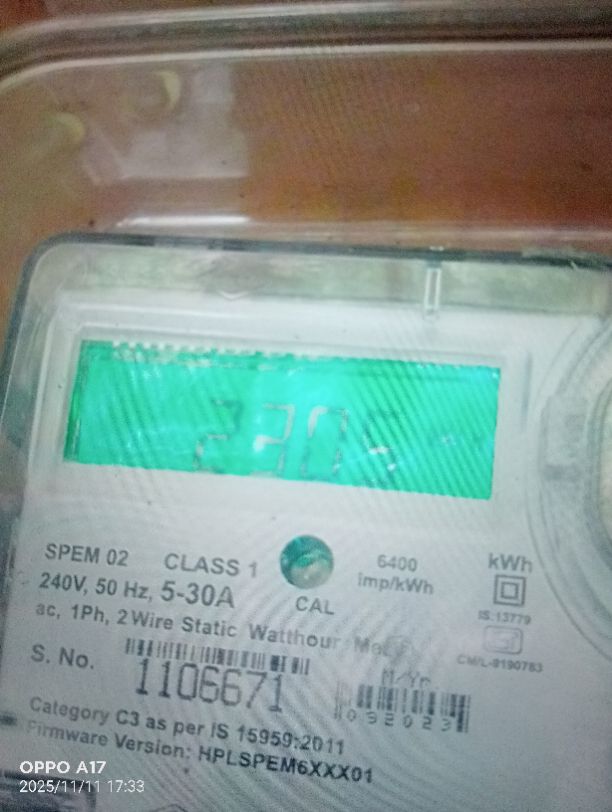 2305
SPEM 02 CLASS 1
6400
imp/kWh
kWh
240V, 50 Hz, 5-30A
CAL
IS:13779
ac, 1Ph, 2 Wire Static Watthour Meter
CM/L-9190783
S. No.
1106671
M/Yr.
092023
Category C3 as per IS 15959:2011
Firmware Version: HPLSPEM6XXX01
OPPO A17
2025/11/11 17:33